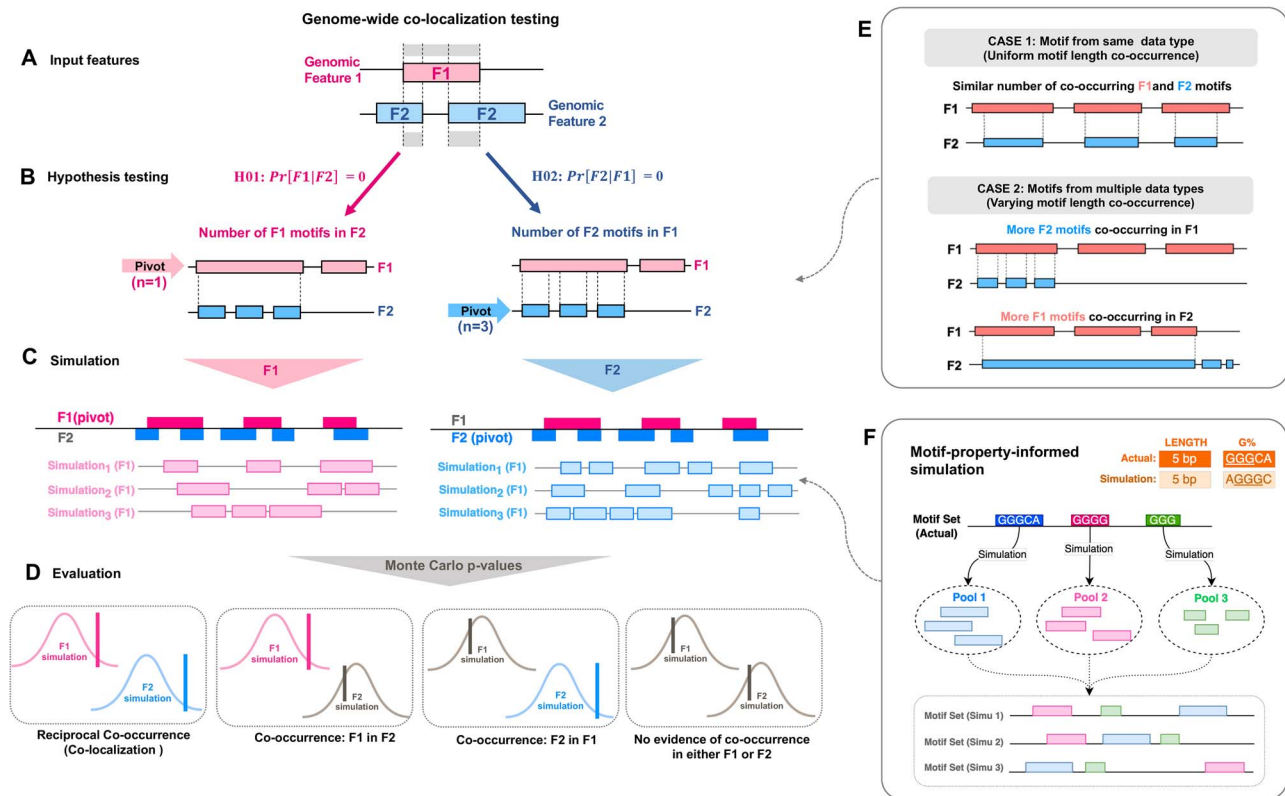 Genome-wide co-localization testing
A Input features
Genomic
Feature 1
F1
F2
F2
Genomic
Feature 2
B Hypothesis testing
H01: Pr[F1|F2] = 0
H02: Pr[F2|F1] = 0
Number of F1 motifs in F2
Number of F2 motifs in F1
Pivot
(n=1)
F1
F2
F1
Pivot
(n=3)
F2
C Simulation
F1
F2
F1(pivot)
F2
Simulation1 (F1)
Simulation2 (F1)
Simulation3 (F1)
F1
F2 (pivot)
Simulation1 (F1)
Simulation2 (F1)
Simulation3 (F1)
Monte Carlo p-values
D Evaluation
F1
simulation
F2
simulation
Reciprocal Co-occurrence
(Co-localization )
F1
simulation
F2
simulation
Co-occurrence: F1 in F2
F1
simulation
F2
simulation
Co-occurrence: F2 in F1
F1
simulation
F2
simulation
No evidence of co-occurrence
in either F1 or F2
E
CASE 1: Motif from same data type
(Uniform motif length co-occurrence)
Similar number of co-occurring F1and F2 motifs
F1
F2
CASE 2: Motifs from multiple data types
(Varying motif length co-occurrence)
More F2 motifs co-occurring in F1
F1
F2
More F1 motifs co-occurring in F2
F1
F2
F
Motif-property-informed
simulation
LENGTH G%
Actual: 5 bp GGGCA
Simulation: 5 bp AGGGC
Motif Set
(Actual)
GGGCA GGGG GGG
Simulation Simulation Simulation
Pool 1 Pool 2 Pool 3
Motif Set (Simu 1)
Motif Set (Simu 2)
Motif Set (Simu 3)